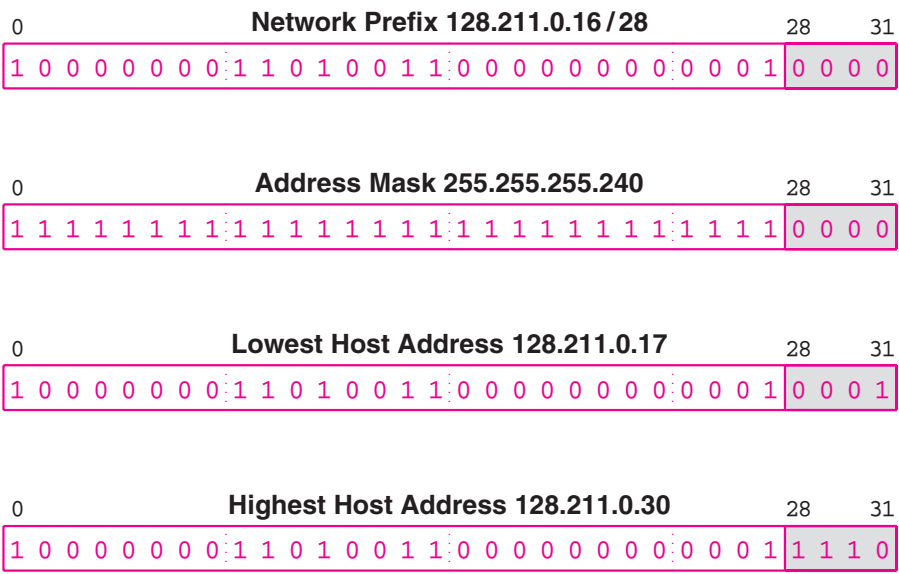 Network Prefix 128.211.0.16 / 28
0 28 31
1 0 0 0 0 0 0 0 1 1 0 1 0 0 1 1 0 0 0 0 0 0 0 0 0 0 0 1 0 0 0 0
Address Mask 255.255.255.240
0 28 31
1 1 1 1 1 1 1 1 1 1 1 1 1 1 1 1 1 1 1 1 1 1 1 1 1 1 1 1 0 0 0 0
Lowest Host Address 128.211.0.17
0 28 31
1 0 0 0 0 0 0 0 1 1 0 1 0 0 1 1 0 0 0 0 0 0 0 0 0 0 0 1 0 0 0 1
Highest Host Address 128.211.0.30
0 28 31
1 0 0 0 0 0 0 0 1 1 0 1 0 0 1 1 0 0 0 0 0 0 0 0 0 0 0 1 1 1 1 0